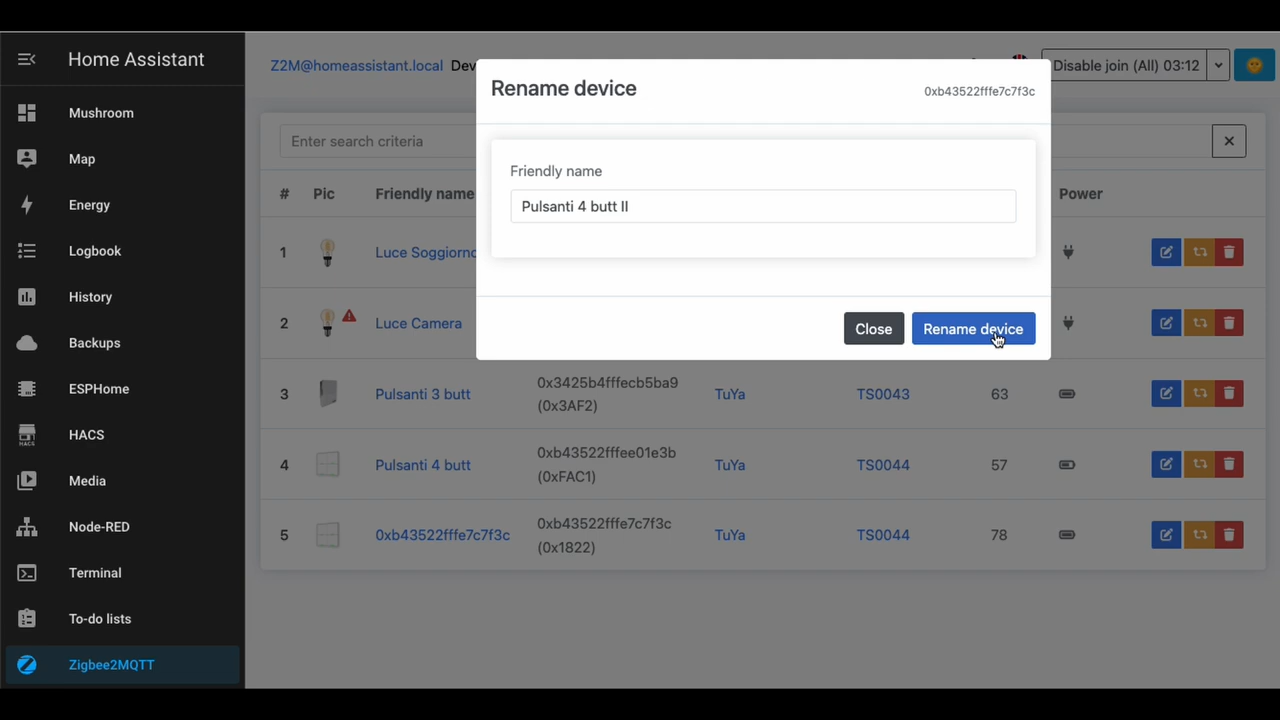 Home Assistant
Mushroom
Map
Energy
Logbook
History
Backups
ESPHome
HACS
HACS
Media
Node-RED
Terminal
To-do lists
Zigbee2MQTT
Z2M@homeassistant.local Dev
Disable join (All) 03:12
Rename device 0xb43522fffe7c7f3c
Friendly name
Pulsanti 4 butt II
Close Rename device
Enter search criteria
# Pic Friendly name Power
1 Luce Soggiorno
2 Luce Camera
3 Pulsanti 3 butt 0x3425b4fffecb5ba9 TuYa TS0043 63
(0x3AF2)
4 Pulsanti 4 butt 0xb43522fffee01e3b TuYa TS0044 57
(0xFAC1)
5 0xb43522fffe7c7f3c 0xb43522fffe7c7f3c TuYa TS0044 78
(0x1822)